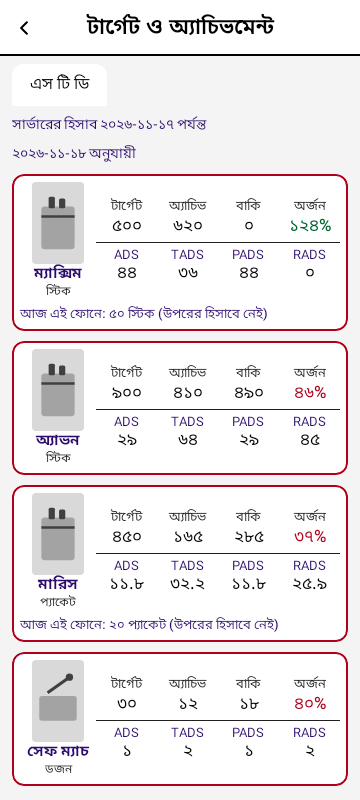 টার্গেট ও অ্যাচিভমেন্ট
এস টি ডি
সার্ভারের হিসাব ২০২৬-১১-১৭ পর্যন্ত
২০২৬-১১-১৮ অনুযায়ী
টার্গেট অ্যাচিভ বাকি অর্জন
৫০০ ৬২০ ০ ১২৪%
ADS TADS PADS RADS
৪৪ ৩৬ ৪৪ ০
ম্যাক্সিম
স্টিক
আজ এই ফোনে: ৫০ স্টিক (উপরের হিসাবে নেই)
টার্গেট অ্যাচিভ বাকি অর্জন
৯০০ ৪১০ ৪৯০ ৪৬%
ADS TADS PADS RADS
২৯ ৬৪ ২৯ ৪৫
অ্যাভন
স্টিক
টার্গেট অ্যাচিভ বাকি অর্জন
৪৫০ ১৬৫ ২৮৫ ৩৭%
ADS TADS PADS RADS
১১.৮ ৩২.২ ১১.৮ ২৫.৯
মারিস
প্যাকেট
আজ এই ফোনে: ২০ প্যাকেট (উপরের হিসাবে নেই)
টার্গেট অ্যাচিভ বাকি অর্জন
৩০ ১২ ১৮ ৪০%
ADS TADS PADS RADS
১ ২ ১ ২
সেফ ম্যাচ
ডজন